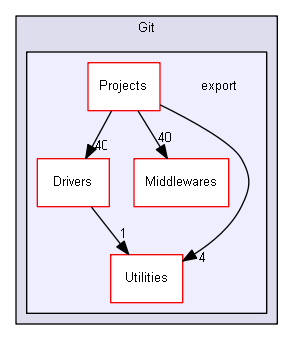 Git
Projects
export
40
40
Drivers
Middlewares
1
4
Utilities